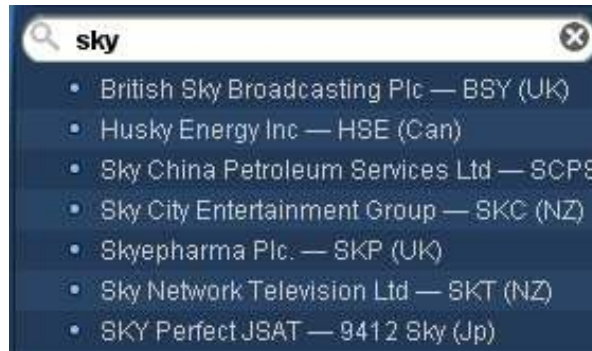 sky
British Sky Broadcasting Plc — BSY (UK)
Husky Energy Inc — HSE (Can)
Sky China Petroleum Services Ltd — SCPS
Sky City Entertainment Group — SKC (NZ)
Skyepharma Plc. — SKP (UK)
Sky Network Television Ltd — SKT (NZ)
SKY Perfect JSAT — 9412 Sky (Jp)